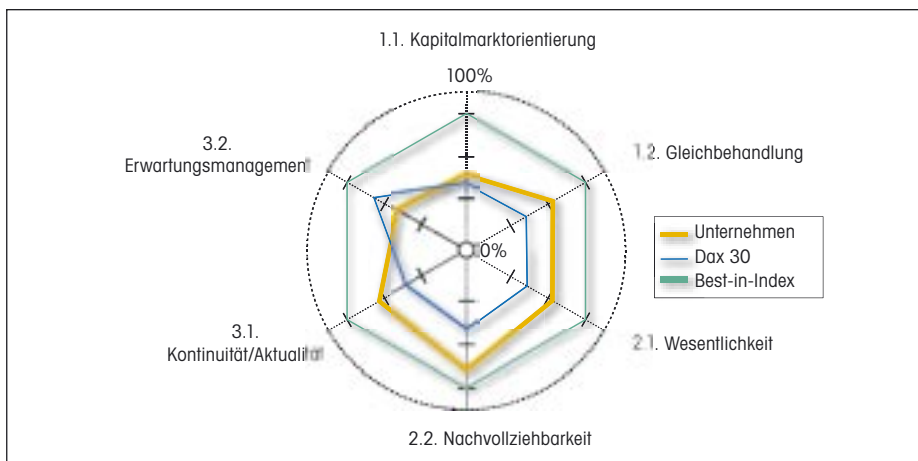 1.1. Kapitalmarktorientierung
100%
3.2.
Erwartungsmanagement
1.2. Gleichbehandlung
0%
Unternehmen
Dax 30
Best-in-Index
3.1.
Kontinuität/Aktualität
2.1. Wesentlichkeit
2.2. Nachvollziehbarkeit